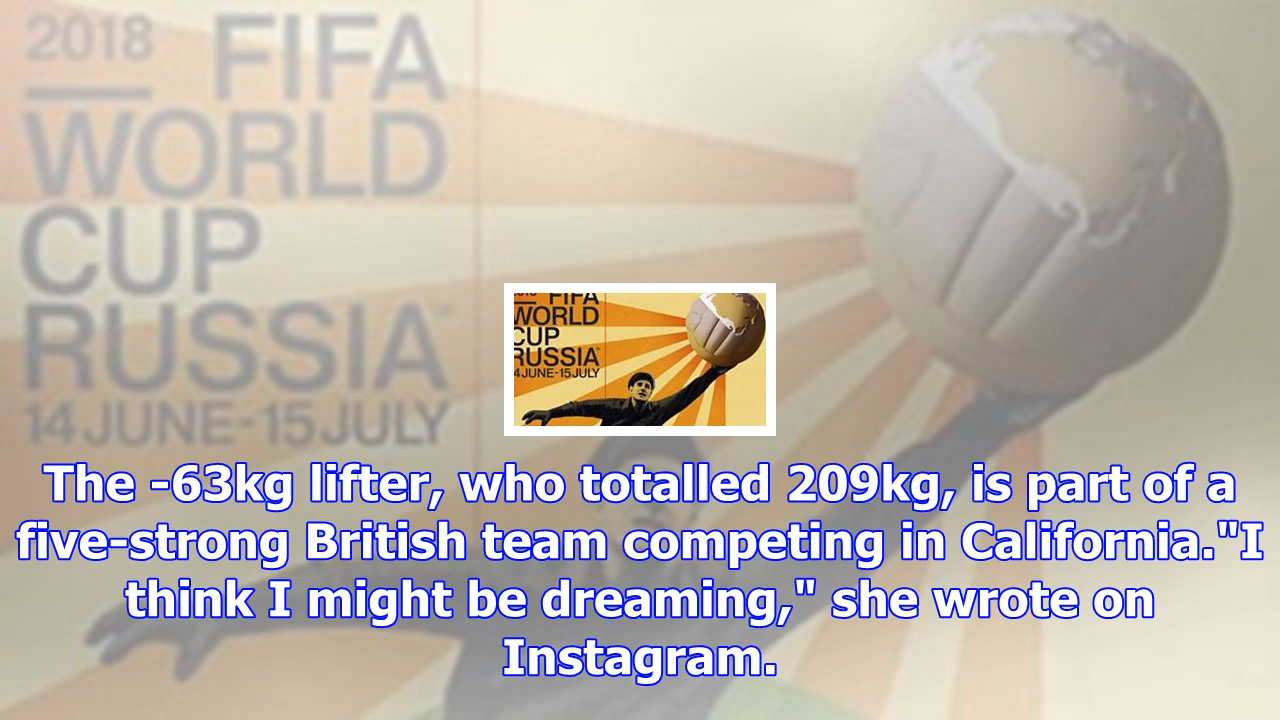 2018 FIFA
WORLD
CUP
RUSSIA™
14 JUNE-15 JULY
2018 FIFA
WORLD
CUP
RUSSIA™
14 JUNE-15 JULY
The -63kg lifter, who totalled 209kg, is part of a
five-strong British team competing in California."I
think I might be dreaming," she wrote on
Instagram.